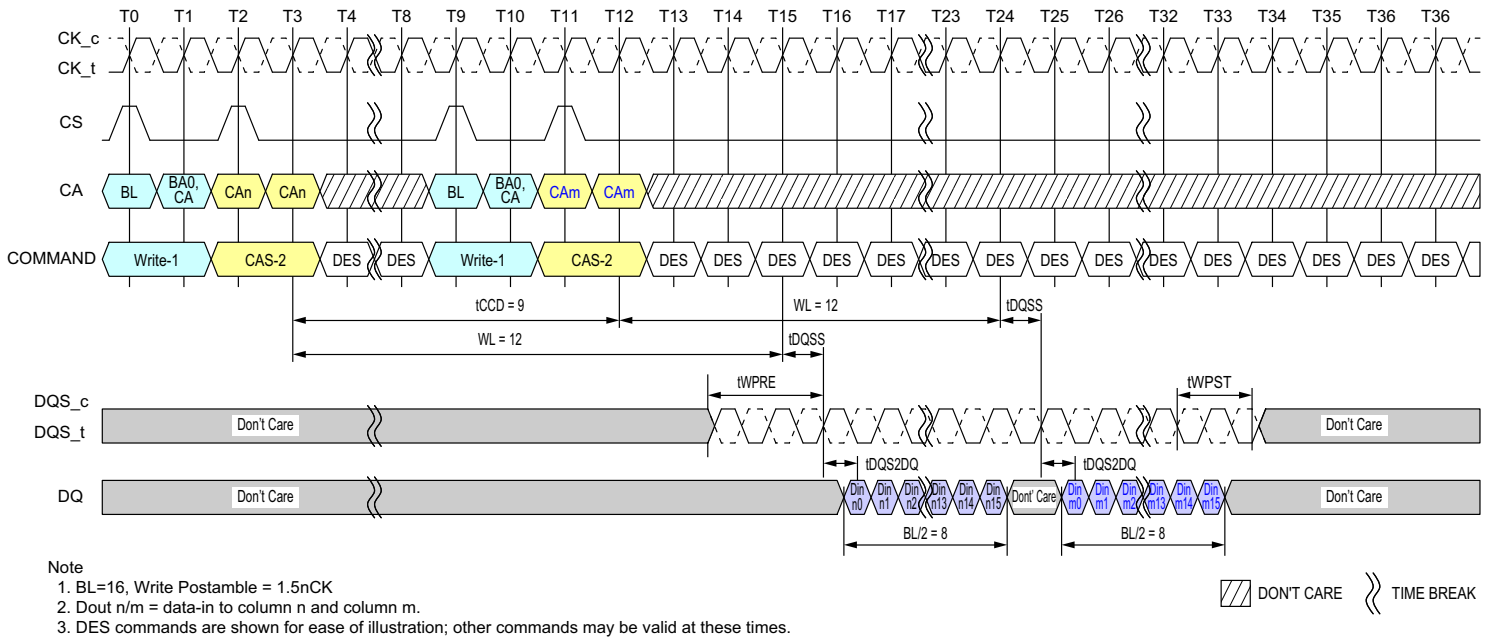 T0 T1 T2 T3 T4 T8 T9 T10 T11 T12 T13 T14 T15 T16 T17 T23 T24 T25 T26 T32 T33 T34 T35 T36 T36
CK_c
CK_t
CS
CA BL BA0, CA CAn CAn BL BA0, CA CAm CAm
COMMAND Write-1 CAS-2 DES DES Write-1 CAS-2 DES DES DES DES DES DES DES DES DES DES DES DES DES DES DES
tCCD = 9 WL = 12 tDQSS
WL = 12 tDQSS
tWPRE tWPST
DQS_c
DQS_t
Don't Care Don't Care
tDQS2DQ tDQS2DQ
DQ Don't Care Din n0 Din n1 Din n2 Din n13 Din n14 Din n15 Dont' Care Din m0 Din m1 Din m2 Din m13 Din m14 Din m15 Don't Care
BL/2 = 8 BL/2 = 8
Note
1. BL=16, Write Postamble = 1.5nCK
2. Dout n/m = data-in to column n and column m.
3. DES commands are shown for ease of illustration; other commands may be valid at these times.
DON'T CARE TIME BREAK